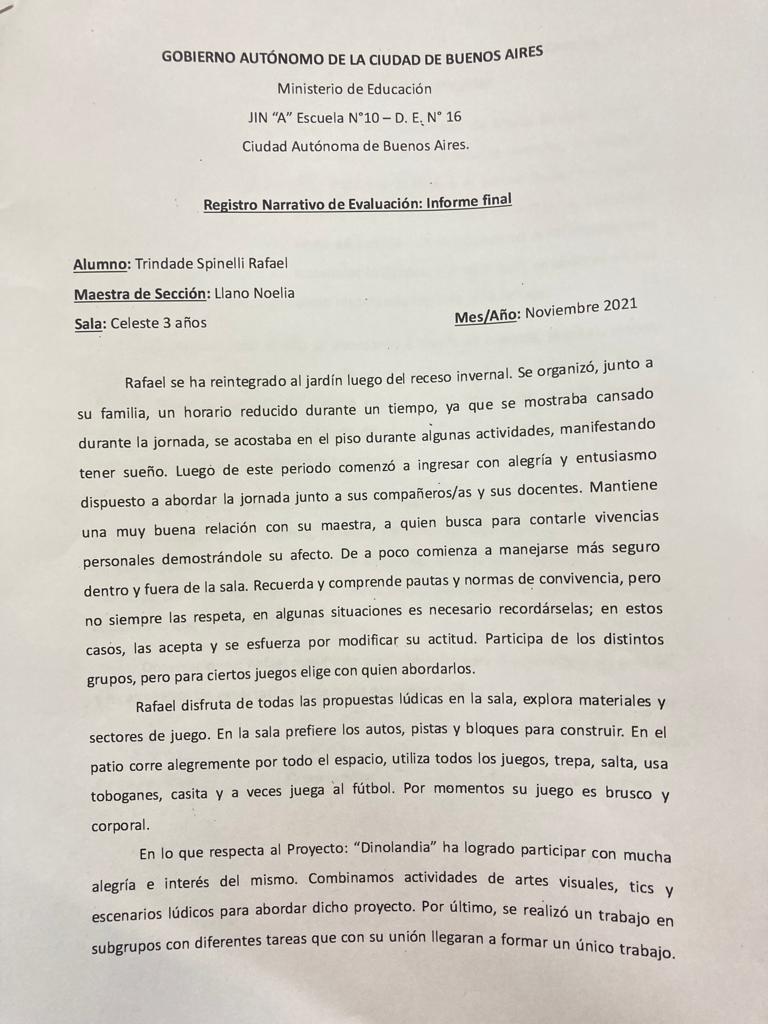 GOBIERNO AUTÓNOMO DE LA CIUDAD DE BUENOS AIRES
Ministerio de Educación
JIN "A" Escuela N°10 – D. E. N° 16
Ciudad Autónoma de Buenos Aires.
Registro Narrativo de Evaluación: Informe final
Alumno: Trindade Spinelli Rafael
Maestra de Sección: Llano Noelia
Sala: Celeste 3 años
Mes/Año: Noviembre 2021
Rafael se ha reintegrado al jardín luego del receso invernal. Se organizó, junto a
su familia, un horario reducido durante un tiempo, ya que se mostraba cansado
durante la jornada, se acostaba en el piso durante algunas actividades, manifestando
tener sueño. Luego de este periodo comenzó a ingresar con alegría y entusiasmo
dispuesto a abordar la jornada junto a sus compañeros/as y sus docentes. Mantiene
una muy buena relación con su maestra, a quien busca para contarle vivencias
personales demostrándole su afecto. De a poco comienza a manejarse más seguro
dentro y fuera de la sala. Recuerda y comprende pautas y normas de convivencia, pero
no siempre las respeta, en algunas situaciones es necesario recordárselas; en estos
casos, las acepta y se esfuerza por modificar su actitud. Participa de los distintos
grupos, pero para ciertos juegos elige con quien abordarlos.
Rafael disfruta de todas las propuestas lúdicas en la sala, explora materiales y
sectores de juego. En la sala prefiere los autos, pistas y bloques para construir. En el
patio corre alegremente por todo el espacio, utiliza todos los juegos, trepa, salta, usa
toboganes, casita y a veces juega al fútbol. Por momentos su juego es brusco y
corporal.
En lo que respecta al Proyecto: "Dinolandia" ha logrado participar con mucha
alegría e interés del mismo. Combinamos actividades de artes visuales, tics y
escenarios lúdicos para abordar dicho proyecto. Por último, se realizó un trabajo en
subgrupos con diferentes tareas que con su unión llegaran a formar un único trabajo.